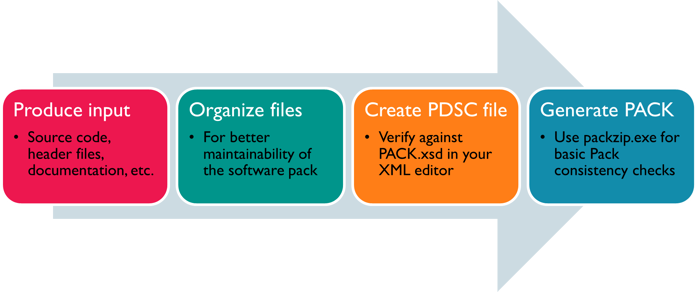 Produce input
• Source code,
header files,
documentation, etc.
Organize files
• For better
maintainability of
the software pack
Create PDSC file
• Verify against
PACK.xsd in your
XML editor
Generate PACK
• Use packzip.exe for
basic Pack
consistency checks